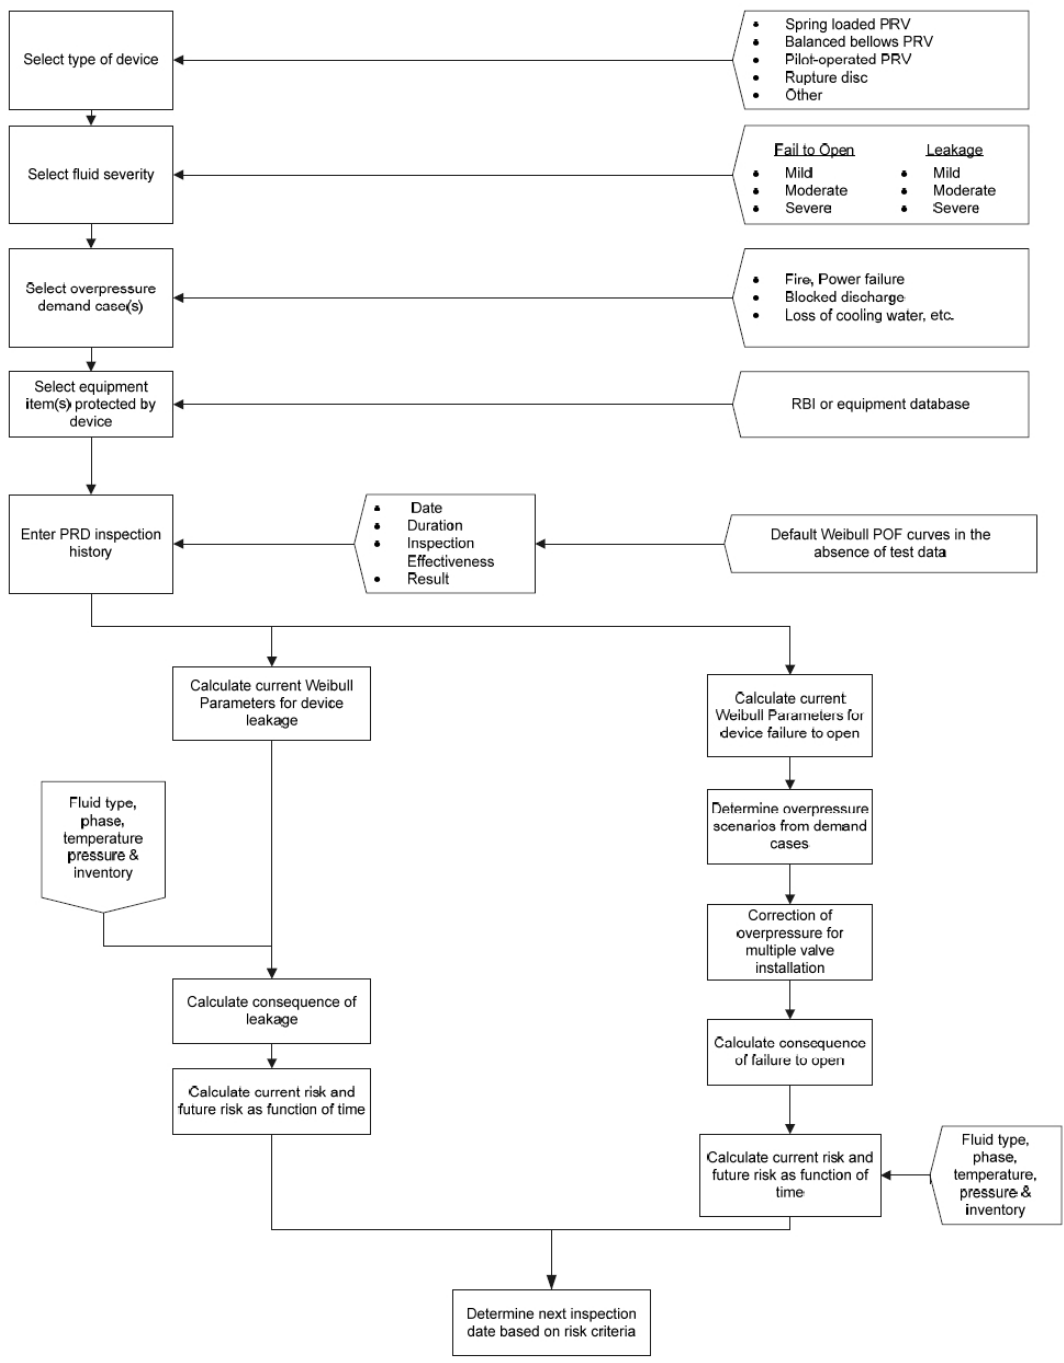 Select type of device
• Spring loaded PRV
• Balanced bellows PRV
• Pilot-operated PRV
• Rupture disc
• Other
Select fluid severity
Fail to Open
• Mild
• Moderate
• Severe
Leakage
• Mild
• Moderate
• Severe
Select overpressure
demand case(s)
• Fire, Power failure
• Blocked discharge
• Loss of cooling water, etc.
Select equipment
item(s) protected by
device
RBI or equipment database
Enter PRD inspection
history
• Date
• Duration
• Inspection
Effectiveness
• Result
Default Weibull POF curves in the
absence of test data
Calculate current Weibull
Parameters for device
leakage
Calculate current
Weibull Parameters for
device failure to open
Fluid type,
phase,
temperature
pressure &
inventory
Determine overpressure
scenarios from demand
cases
Correction of
overpressure for
multiple valve
installation
Calculate consequence of
leakage
Calculate consequence
of failure to open
Calculate current risk and
future risk as function of time
Calculate current risk and
future risk as function of
time
Fluid type,
phase,
temperature,
pressure &
inventory
Determine next inspection
date based on risk criteria